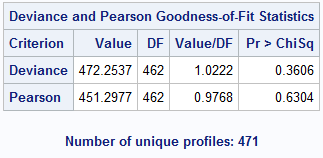 Deviance and Pearson Goodness-of-Fit Statistics
Criterion Value DF Value/DF Pr > ChiSq
Deviance 472.2537 462 1.0222 0.3606
Pearson 451.2977 462 0.9768 0.6304
Number of unique profiles: 471